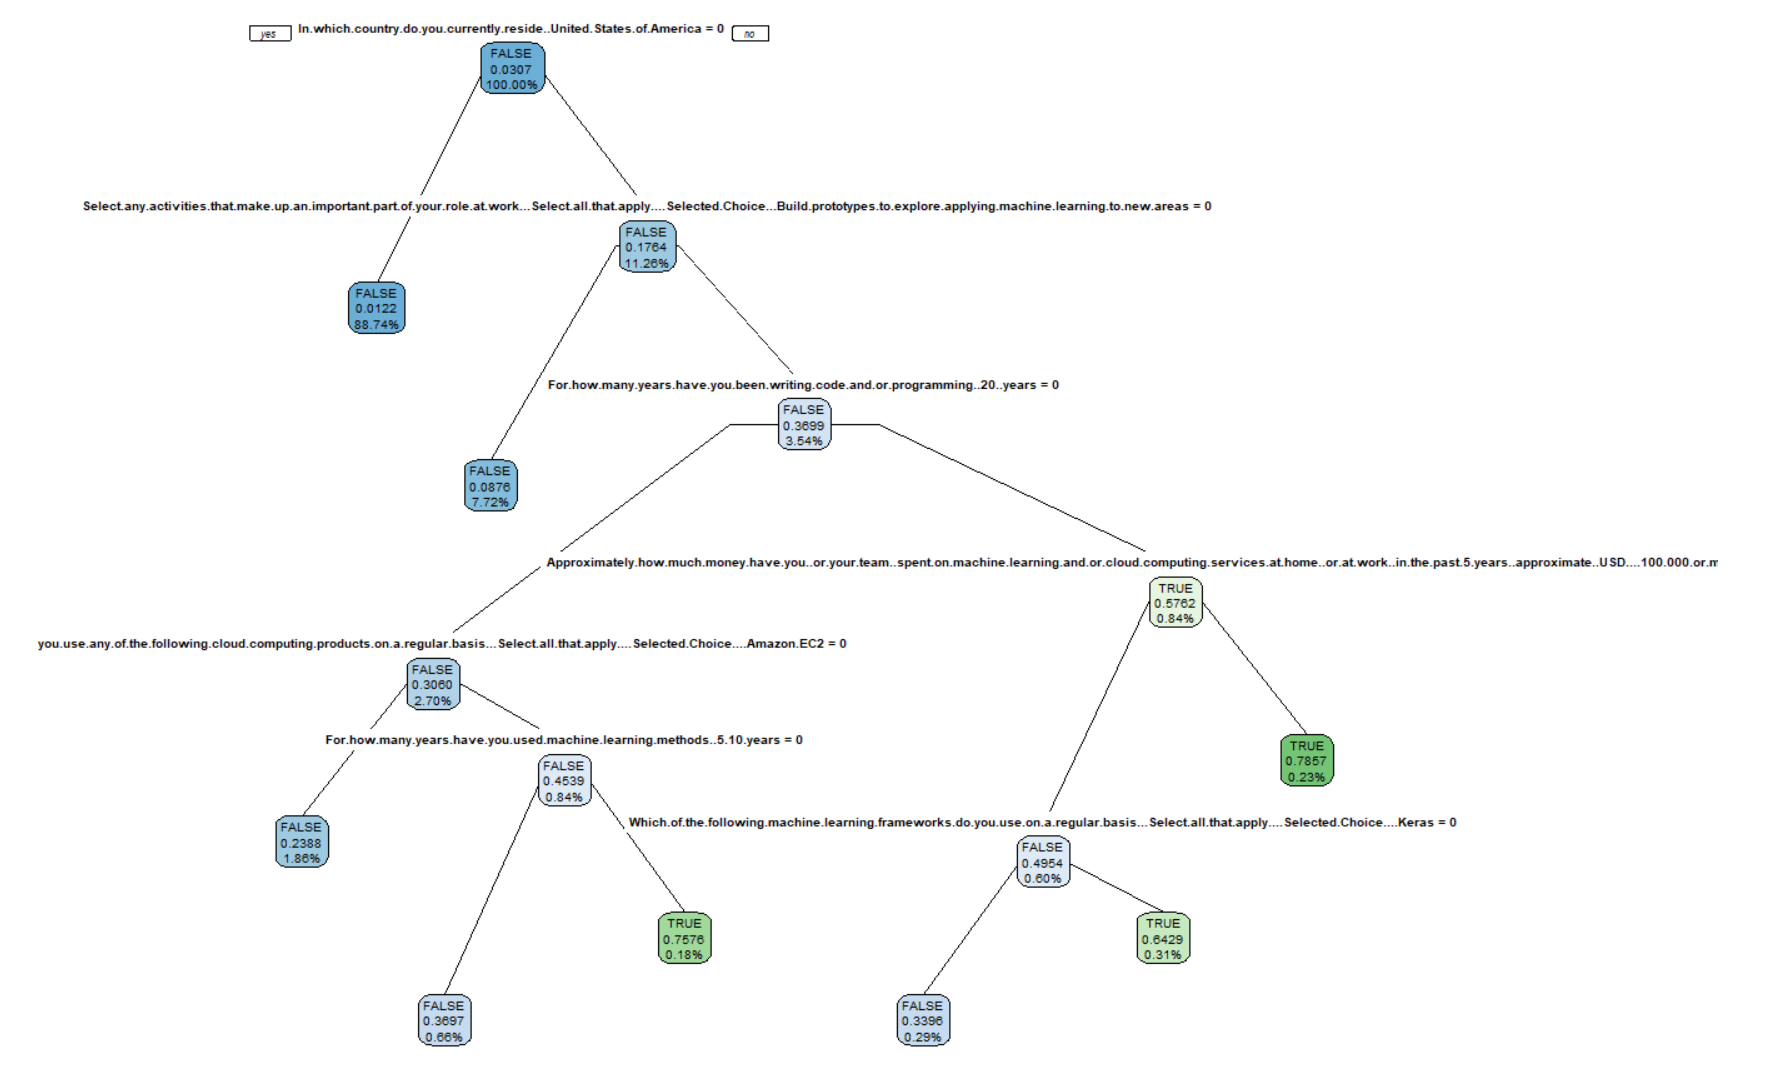 yes In.which.country.do.you.currently.reside..United.States.of.America = 0 no
FALSE
0.0307
100.00%
Select.any.activities.that.make.up.an.important.part.of.your.role.at.work...Select.all.that.apply....Selected.Choice...Build.prototypes.to.explore.applying.machine.learning.to.new.areas = 0
FALSE
0.1764
11.26%
FALSE
0.0122
88.74%
For.how.many.years.have.you.been.writing.code.and.or.programming..20..years = 0
FALSE
0.3699
3.54%
FALSE
0.0876
7.72%
Approximately.how.much.money.have.you..or.your.team..spent.on.machine.learning.and.or.cloud.computing.services.at.home..or.at.work..in.the.past.5.years..approximate..USD....100.000.or.m
TRUE
0.5762
0.84%
you.use.any.of.the.following.cloud.computing.products.on.a.regular.basis...Select.all.that.apply....Selected.Choice....Amazon.EC2 = 0
FALSE
0.3060
2.70%
For.how.many.years.have.you.used.machine.learning.methods..5.10.years = 0
FALSE
0.4539
0.84%
TRUE
0.7857
0.23%
Which.of.the.following.machine.learning.frameworks.do.you.use.on.a.regular.basis...Select.all.that.apply....Selected.Choice....Keras = 0
FALSE
0.2388
1.86%
FALSE
0.4954
0.60%
TRUE
0.7576
0.18%
TRUE
0.6429
0.31%
FALSE
0.3697
0.66%
FALSE
0.3396
0.29%